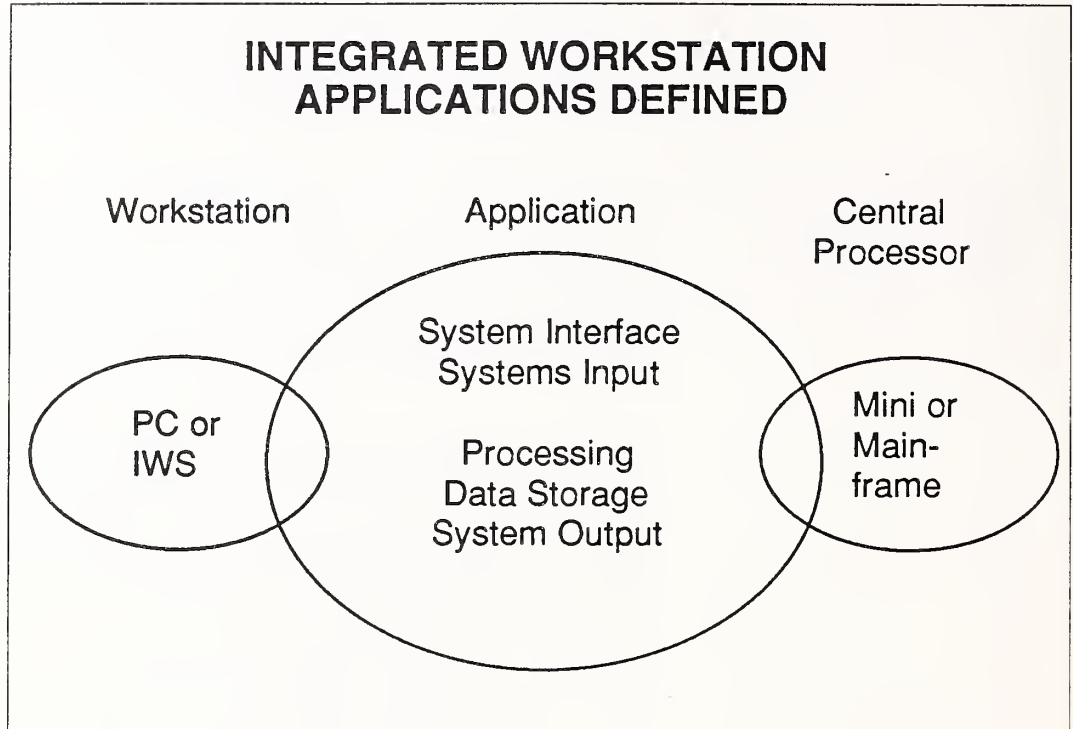 INTEGRATED WORKSTATION
APPLICATIONS DEFINED
Workstation
Application
Central
Processor
PC or
IWS
System Interface
Systems Input
Processing
Data Storage
System Output
Mini or
Main-
frame